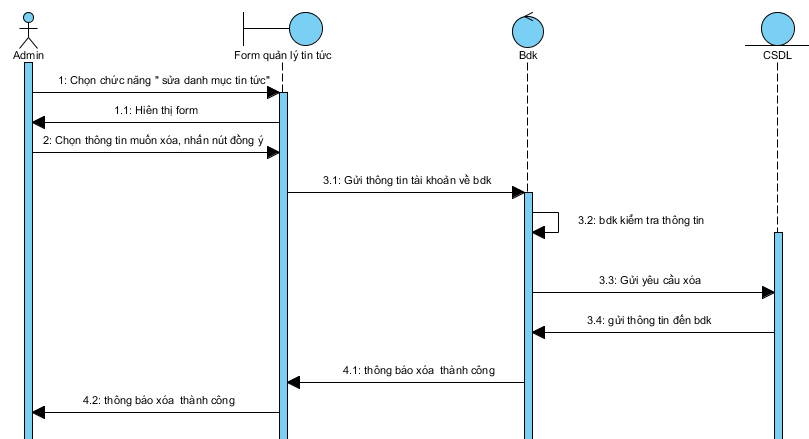 Admin
Form quản lý tin tức
Bdk
CSDL
1: Chọn chức năng " sửa danh mục tin tức"
1.1: Hiên thị form
2: Chọn thông tin muốn xóa, nhấn nút đồng ý
3.1: Gửi thông tin tài khoản về bdk
3.2: bdk kiểm tra thông tin
3.3: Gửi yêu cầu xóa
3.4: gửi thông tin đến bdk
4.1: thông báo xóa thành công
4.2: thông báo xóa thành công